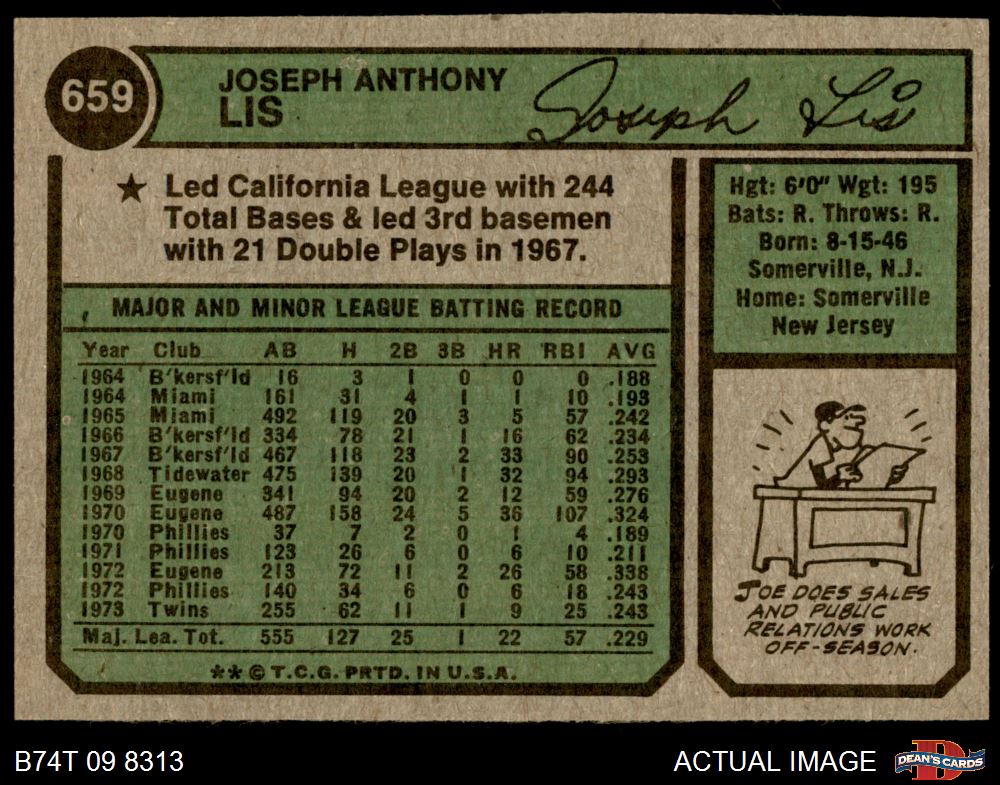 659
JOSEPH ANTHONY
LIS
Joseph Lis
★ Led California League with 244
Total Bases & led 3rd basemen
with 21 Double Plays in 1967.
MAJOR AND MINOR LEAGUE BATTING RECORD
Year Club AB H 2B 3B HR RBI AVG
1964 B'kersf'ld 16 3 1 0 0 0 .188
1964 Miami 161 31 4 1 1 10 .193
1965 Miami 492 119 20 3 5 57 .242
1966 B'kersf'ld 334 78 21 1 16 62 .234
1967 B'kersf'ld 467 118 23 2 33 90 .253
1968 Tidewater 475 139 20 1 32 94 .293
1969 Eugene 341 94 20 2 12 59 .276
1970 Eugene 487 158 24 5 36 107 .324
1970 Phillies 37 7 2 0 1 4 .189
1971 Phillies 123 26 6 0 6 10 .211
1972 Eugene 213 72 11 2 26 58 .338
1972 Phillies 140 34 6 0 6 18 .243
1973 Twins 255 62 11 1 9 25 .243
Maj. Lea. Tot. 555 127 25 1 22 57 .229
** © T.C.G. PRTD. IN U.S.A.
Hgt: 6'0" Wgt: 195
Bats: R. Throws: R.
Born: 8-15-46
Somerville, N.J.
Home: Somerville
New Jersey
JOE DOES SALES
AND PUBLIC
RELATIONS WORK
OFF-SEASON.
B74T 09 8313
ACTUAL IMAGE
DEAN'S CARDS